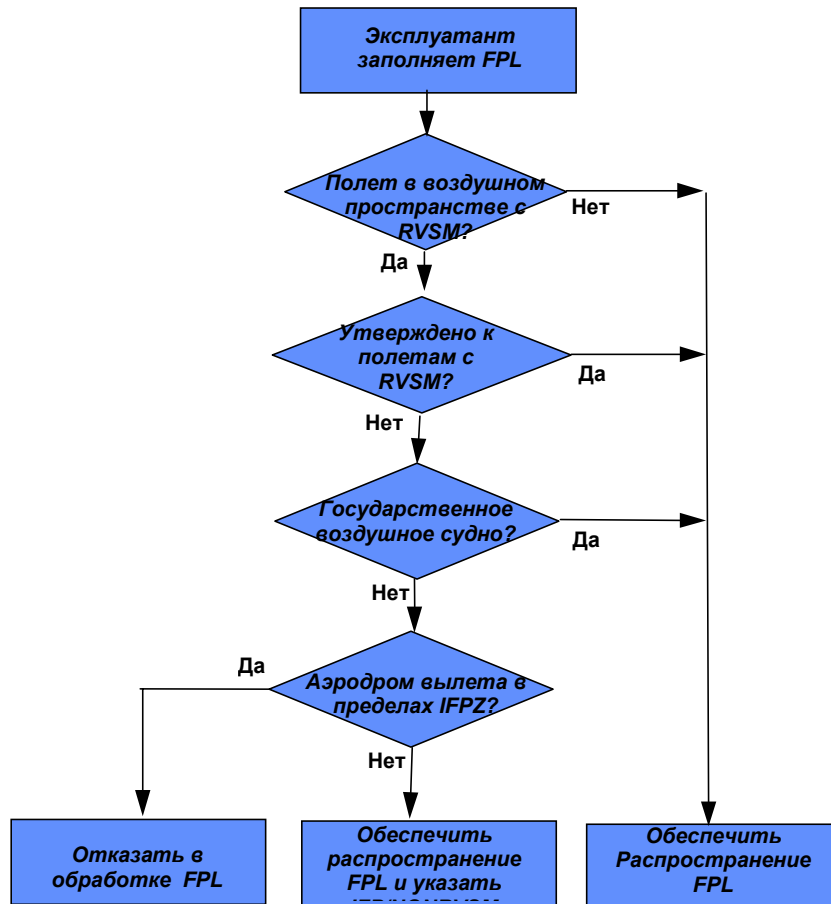 Эксплуатант
заполняет FPL
Полет в воздушном
пространстве с
RVSM?
Нет
Да
Утверждено к
полетам с
RVSM?
Да
Нет
Государственное
воздушное судно?
Да
Нет
Да
Аэродром вылета в
пределах IFPZ?
Нет
Отказать в
обработке FPL
Обеспечить
распространение
FPL и указать
Обеспечить
Распространение
FPL